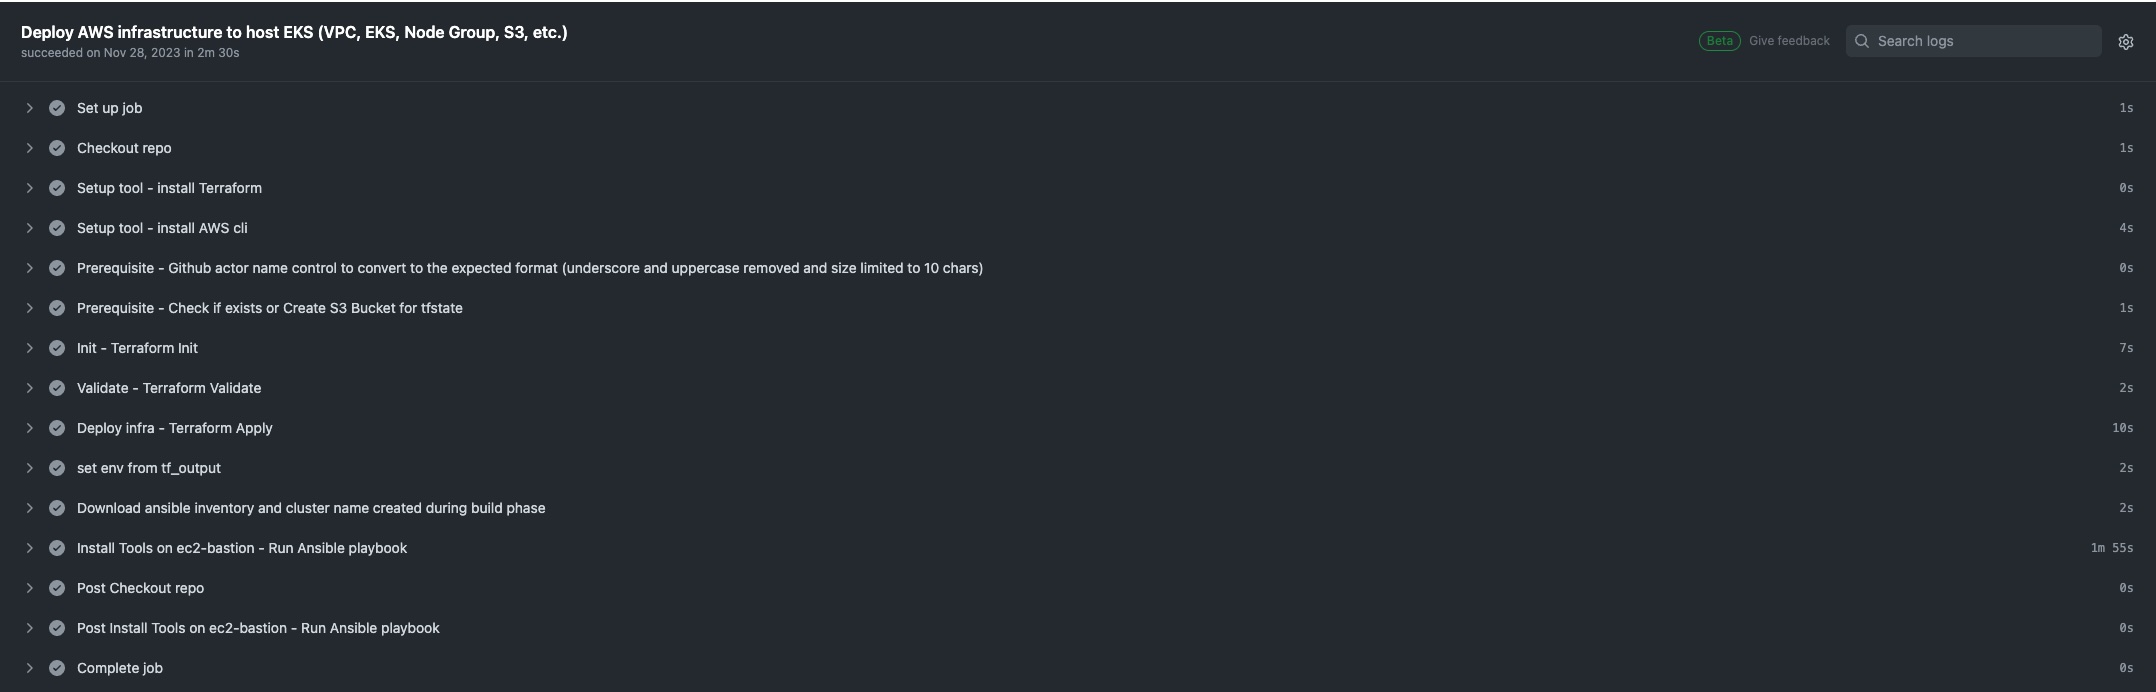 Deploy AWS infrastructure to host EKS (VPC, EKS, Node Group, S3, etc.)
succeeded on Nov 28, 2023 in 2m 30s
Beta Give feedback Search logs
Set up job 1s
Checkout repo 1s
Setup tool - install Terraform 0s
Setup tool - install AWS cli 4s
Prerequisite - Github actor name control to convert to the expected format (underscore and uppercase removed and size limited to 10 chars) 0s
Prerequisite - Check if exists or Create S3 Bucket for tfstate 1s
Init - Terraform Init 7s
Validate - Terraform Validate 2s
Deploy infra - Terraform Apply 10s
set env from tf_output 2s
Download ansible inventory and cluster name created during build phase 2s
Install Tools on ec2-bastion - Run Ansible playbook 1m 55s
Post Checkout repo 0s
Post Install Tools on ec2-bastion - Run Ansible playbook 0s
Complete job 0s